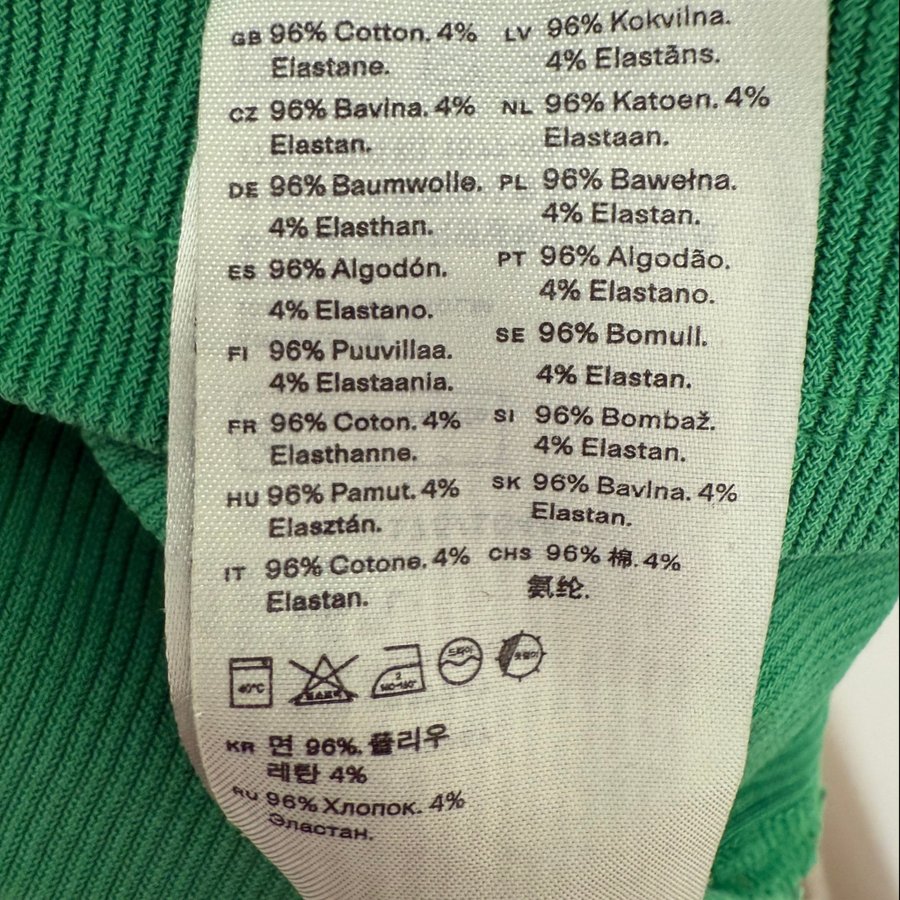 GB 96% Cotton. 4%
Elastane.
CZ 96% Bavlna. 4%
Elastan.
DE 96% Baumwolle.
4% Elasthan.
ES 96% Algodón.
4% Elastano.
FI 96% Puuvillaa.
4% Elastaania.
FR 96% Coton. 4%
Elasthanne.
HU 96% Pamut. 4%
Elasztán.
IT 96% Cotone. 4%
Elastan.
LV 96% Kokvilna.
4% Elastāns.
NL 96% Katoen. 4%
Elastaan.
PL 96% Bawełna.
4% Elastan.
PT 96% Algodão.
4% Elastano.
SE 96% Bomull.
4% Elastan.
SI 96% Bombaž.
4% Elastan.
SK 96% Bavlna. 4%
Elastan.
CHS 96% 棉. 4%
氨纶.
40°C
2
드라이
KR 면 96%. 폴리우
레탄 4%
RU 96% Хлопок. 4%
Эластан.